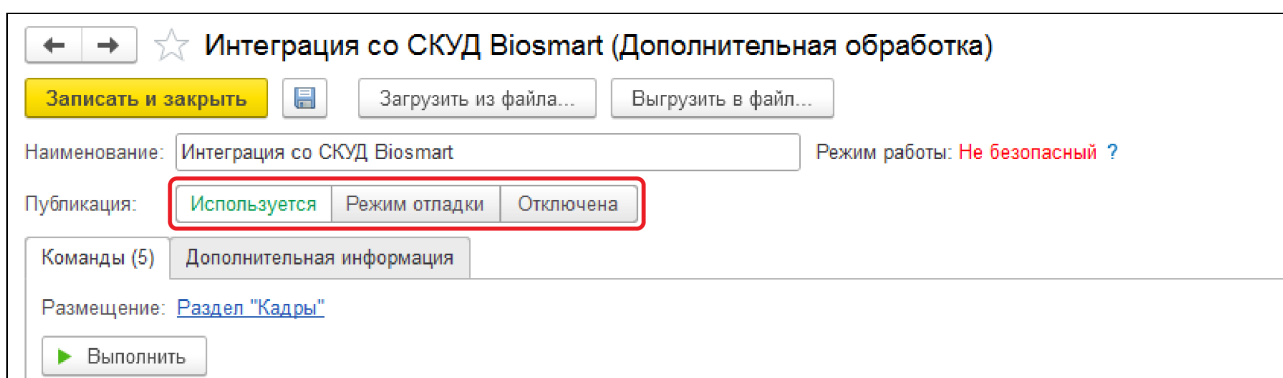 Интеграция со СКУД Biosmart (Дополнительная обработка)
Записать и закрыть Загрузить из файла... Выгрузить в файл...
Наименование: Интеграция со СКУД Biosmart Режим работы: Не безопасный ?
Публикация: Используется Режим отладки Отключена
Команды (5) Дополнительная информация
Размещение: Раздел "Кадры"
Выполнить